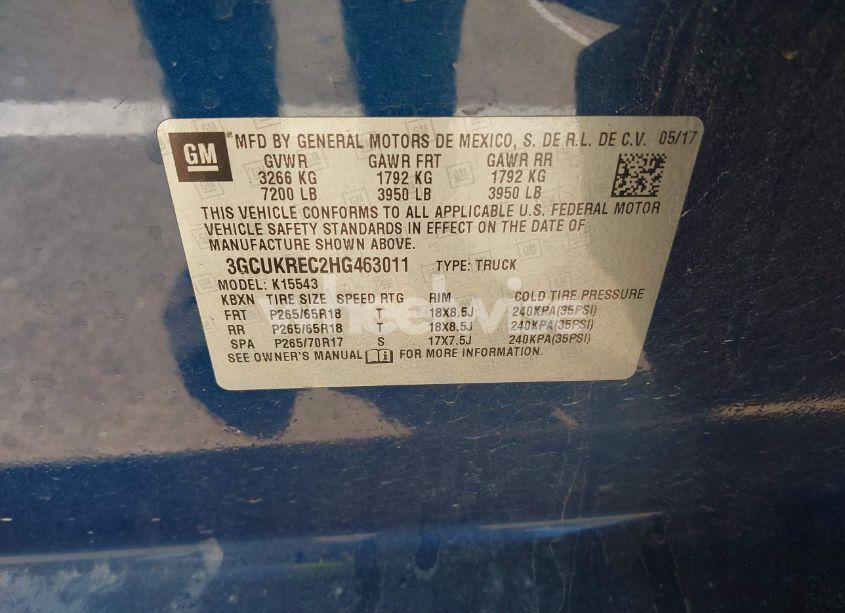 GM ® MFD BY GENERAL MOTORS DE MEXICO, S. DE R.L. DE C.V. 05/17
GVWR GAWR FRT GAWR RR
3266 KG 1792 KG 1792 KG
7200 LB 3950 LB 3950 LB
THIS VEHICLE CONFORMS TO ALL APPLICABLE U.S. FEDERAL MOTOR
VEHICLE SAFETY STANDARDS IN EFFECT ON THE DATE OF
MANUFACTURE SHOWN ABOVE.
3GCUKREC2HG463011 TYPE: TRUCK
MODEL: K15543
KBXN TIRE SIZE SPEED RTG RIM COLD TIRE PRESSURE
FRT P265/65R18 T 18X8.5J 240KPA(35PSI)
RR P265/65R18 T 18X8.5J 240KPA(35PSI)
SPA P265/70R17 S 17X7.5J 240KPA(35PSI)
SEE OWNER'S MANUAL FOR MORE INFORMATION.